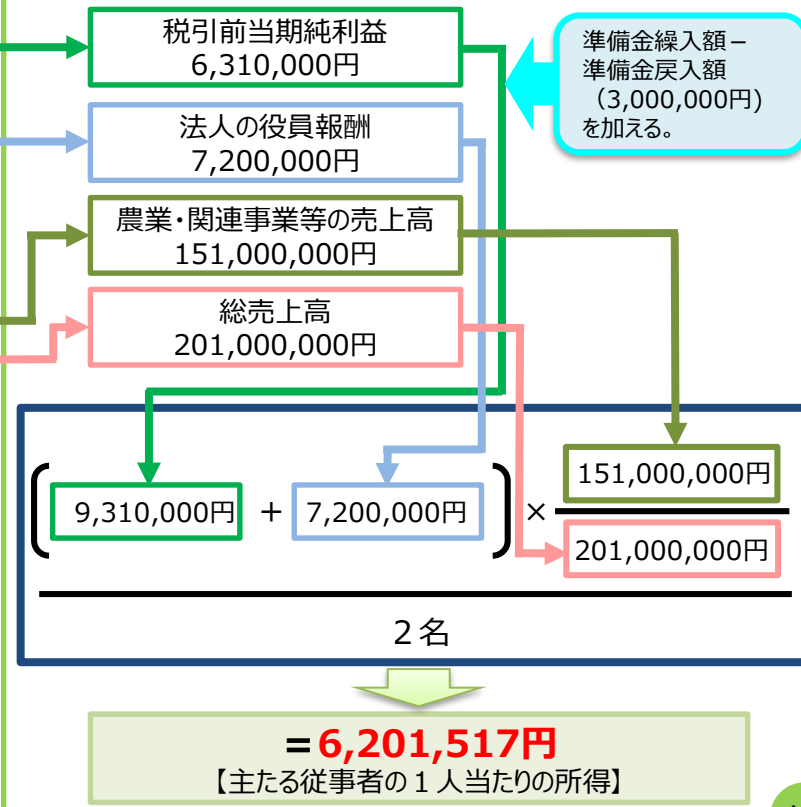 税引前当期純利益
6,310,000円
準備金繰入額－
準備金戻入額
（3,000,000円)
を加える。
法人の役員報酬
7,200,000円
農業・関連事業等の売上高
151,000,000円
総売上高
201,000,000円
9,310,000円 + 7,200,000円 ×
151,000,000円
201,000,000円
２名
＝6,201,517円
【主たる従事者の１人当たりの所得】